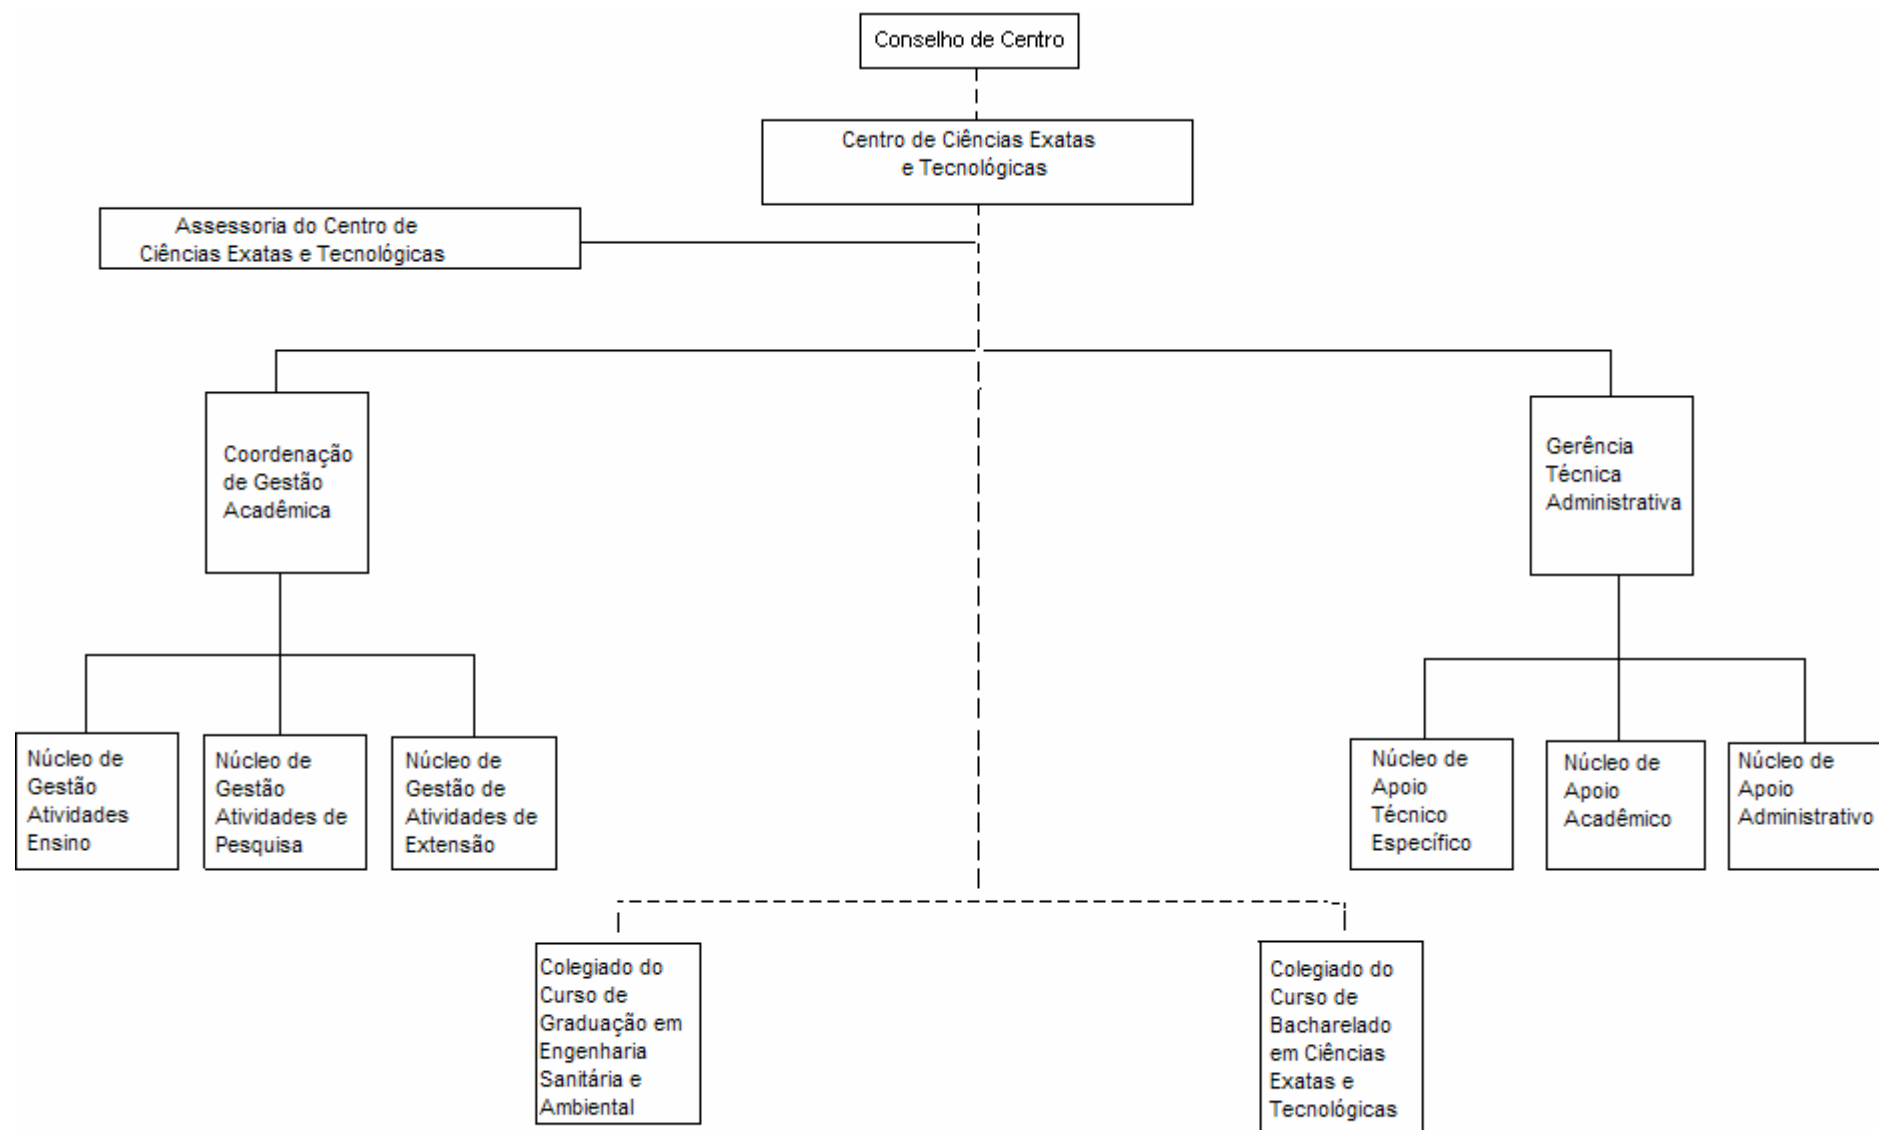 Conselho de Centro
Centro de Ciências Exatas
e Tecnológicas
Assessoria do Centro de
Ciências Exatas e Tecnológicas
Coordenação
de Gestão
Acadêmica
Gerência
Técnica
Administrativa
Núcleo de
Gestão
Atividades
Ensino
Núcleo de
Gestão
Atividades de
Pesquisa
Núcleo de
Gestão de
Atividades de
Extensão
Núcleo de
Apoio
Técnico
Específico
Núcleo de
Apoio
Acadêmico
Núcleo de
Apoio
Administrativo
Colegiado do
Curso de
Graduação em
Engenharia
Sanitária e
Ambiental
Colegiado do
Curso de
Bacharelado
em Ciências
Exatas e
Tecnológicas